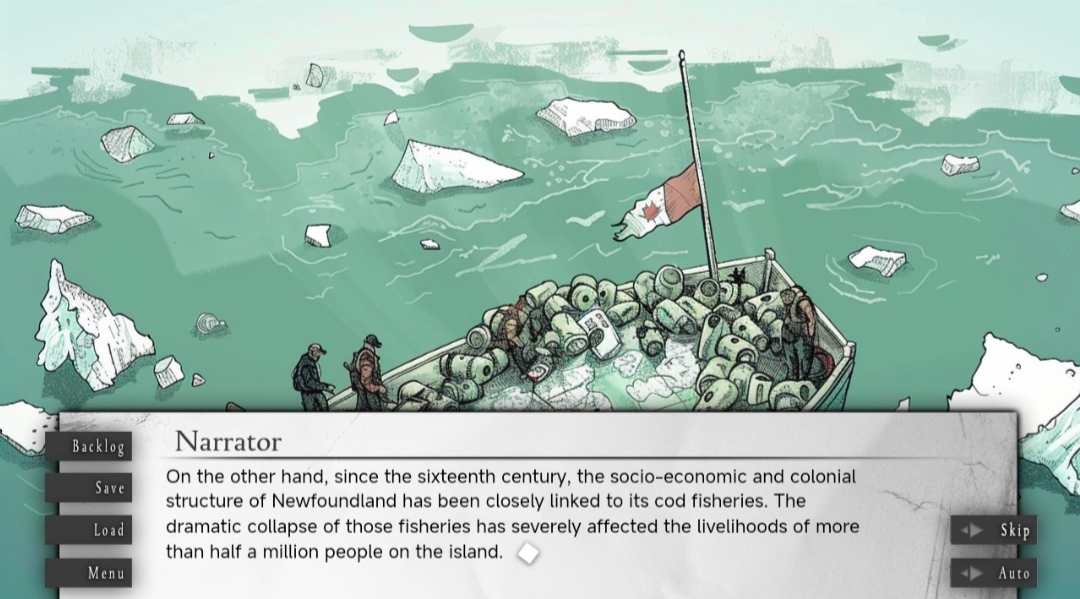 Narrator
On the other hand, since the sixteenth century, the socio-economic and colonial
structure of Newfoundland has been closely linked to its cod fisheries. The
dramatic collapse of those fisheries has severely affected the livelihoods of more
than half a million people on the island.
Backlog
Save
Load
Menu
Skip
Auto